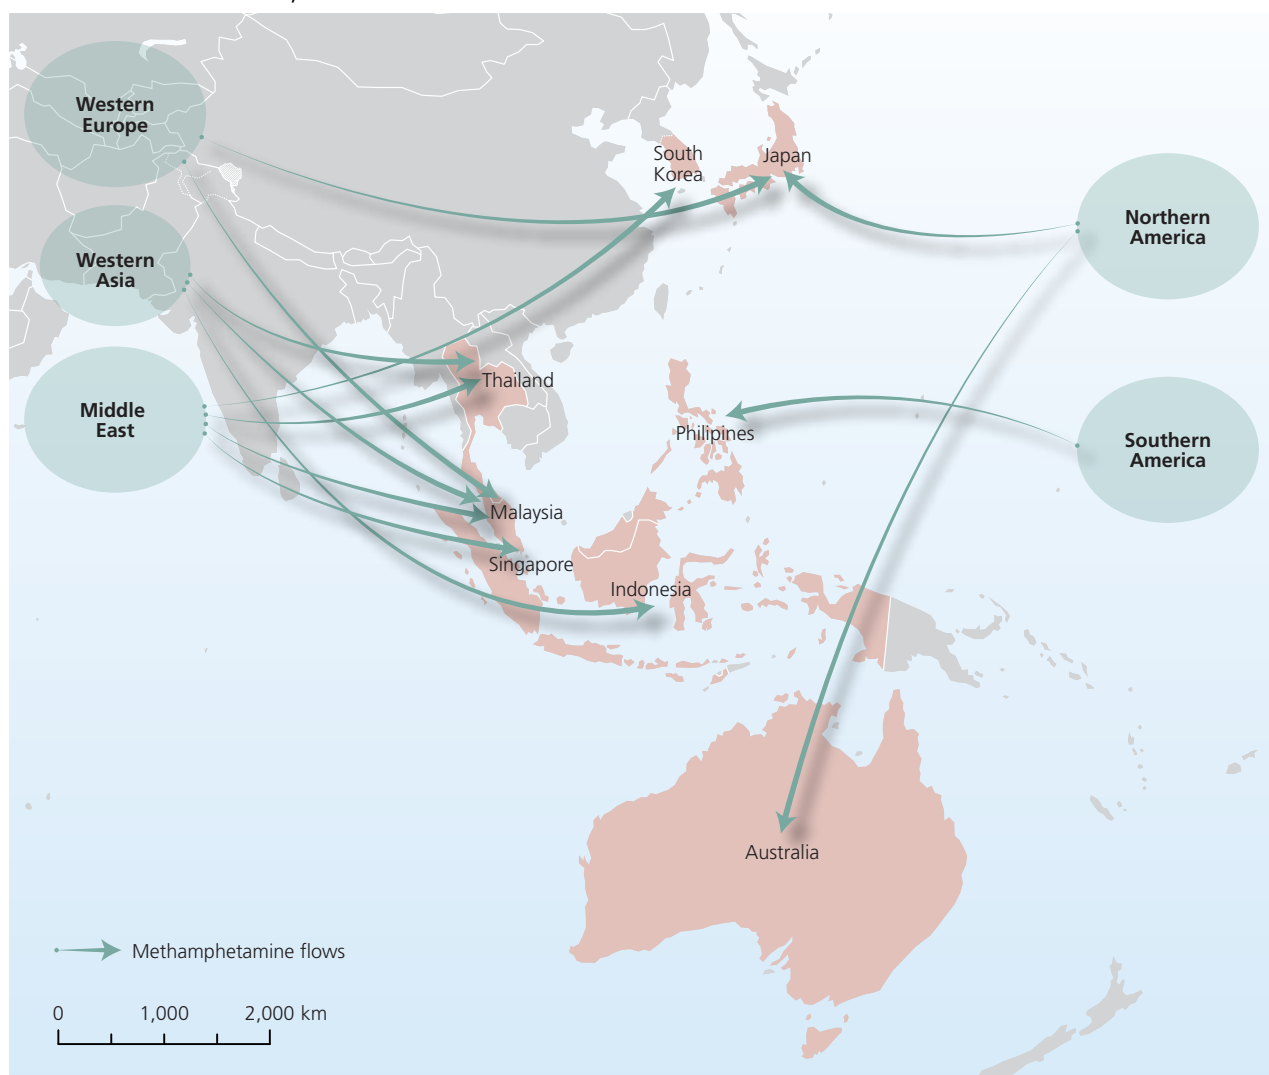 Western
Europe
South
Korea
Japan
Northern
America
Western
Asia
Thailand
Middle
East
Philipines
Southern
America
Malaysia
Singapore
Indonesia
Australia
Methamphetamine flows
0 1,000 2,000 km